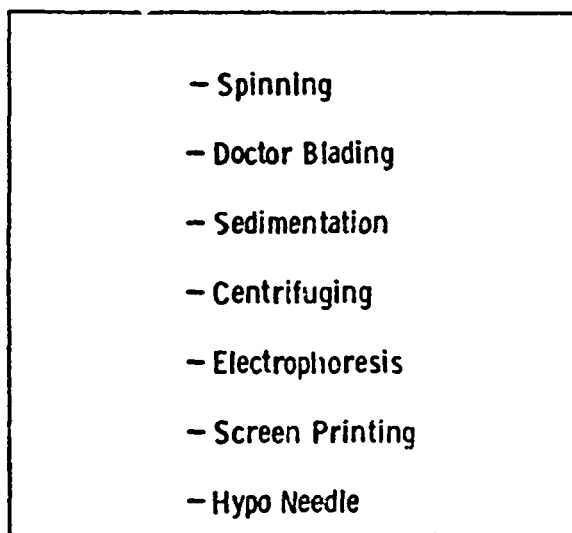 – Spinning
– Doctor Blading
– Sedimentation
– Centrifuging
– Electrophoresis
– Screen Printing
– Hypo Needle